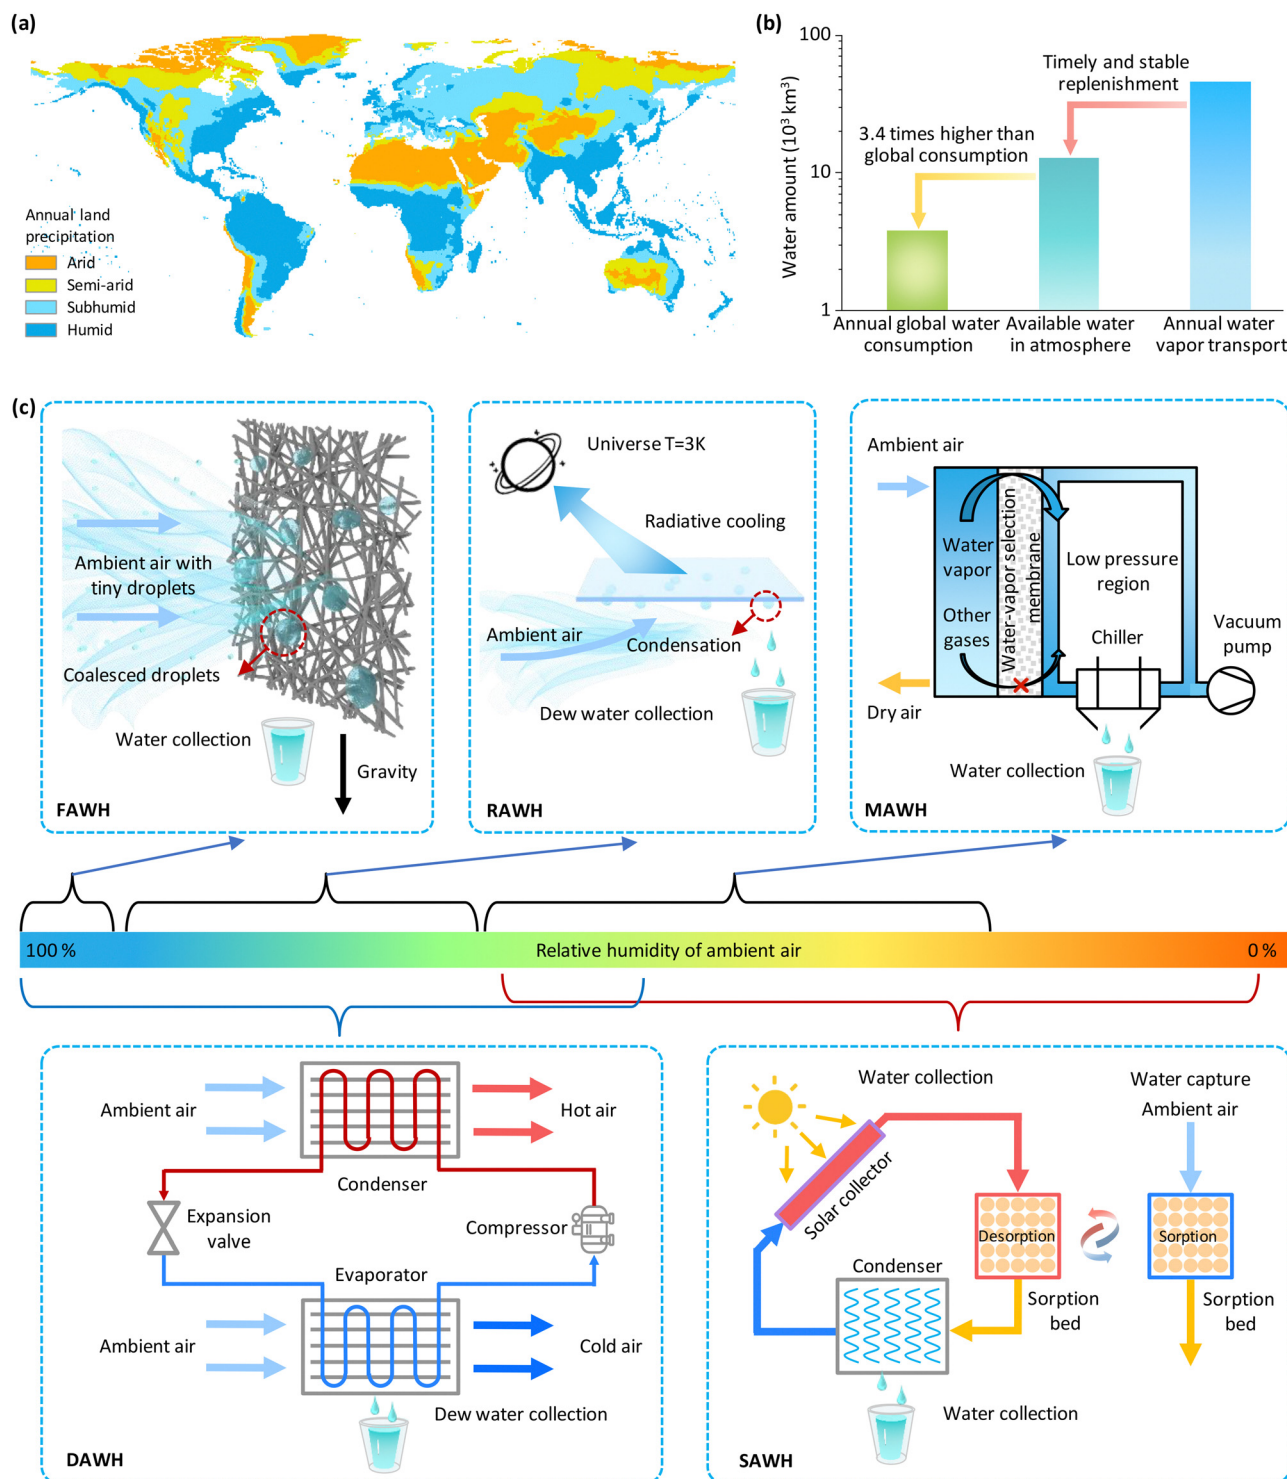 (a)
Annual land
precipitation
Arid
Semi-arid
Subhumid
Humid
(b)
100
10
1
Water amount (10³ km³)
Timely and stable
replenishment
3.4 times higher than
global consumption
Annual global water
consumption
Available water
in atmosphere
Annual water
vapor transport
(c)
Ambient air with
tiny droplets
Coalesced droplets
Water collection
Gravity
FAWH
Universe T=3K
Radiative cooling
Ambient air
Condensation
Dew water collection
RAWH
Ambient air
Water
vapor
Other
gases
Water-vapor selection
membrane
Low pressure
region
Chiller
Vacuum
pump
Dry air
Water collection
MAWH
100 %
Relative humidity of ambient air
0 %
Ambient air
Hot air
Condenser
Expansion
valve
Compressor
Evaporator
Ambient air
Cold air
Dew water collection
DAWH
Water collection
Solar collector
Water capture
Ambient air
Desorption
Sorption
Condenser
Sorption
bed
Sorption
bed
Water collection
SAWH